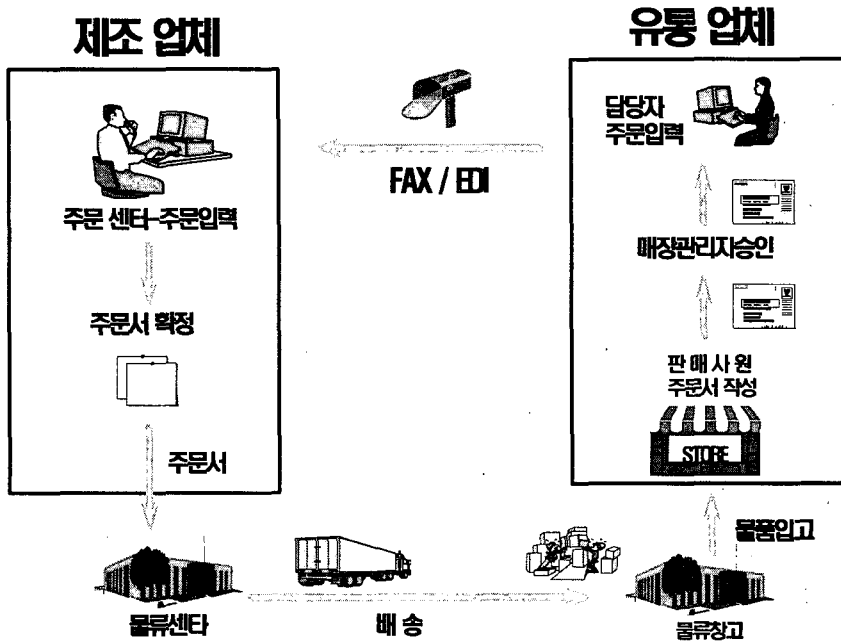 제조 업체
유통 업체
담당자
주문입력
FAX / EDI
주문 센터-주문입력
매장관리자승인
주문서 확정
판매사원
주문서 작성
STORE
주문서
물품입고
물류센타
배송
물류창고